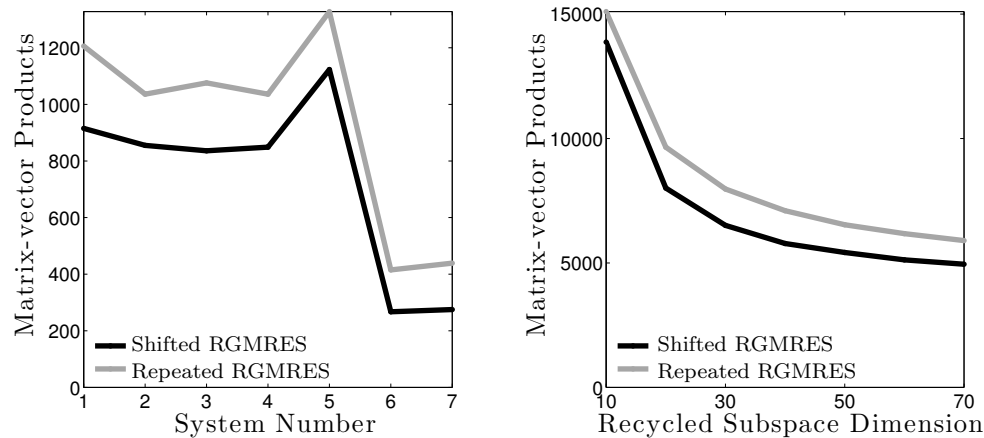 Matrix-vector Products
1200
1000
800
600
400
200
0
Shifted RGMRES
Repeated RGMRES
1 2 3 4 5 6 7
System Number
Matrix-vector Products
15000
10000
5000
0
Shifted RGMRES
Repeated RGMRES
10 30 50 70
Recycled Subspace Dimension